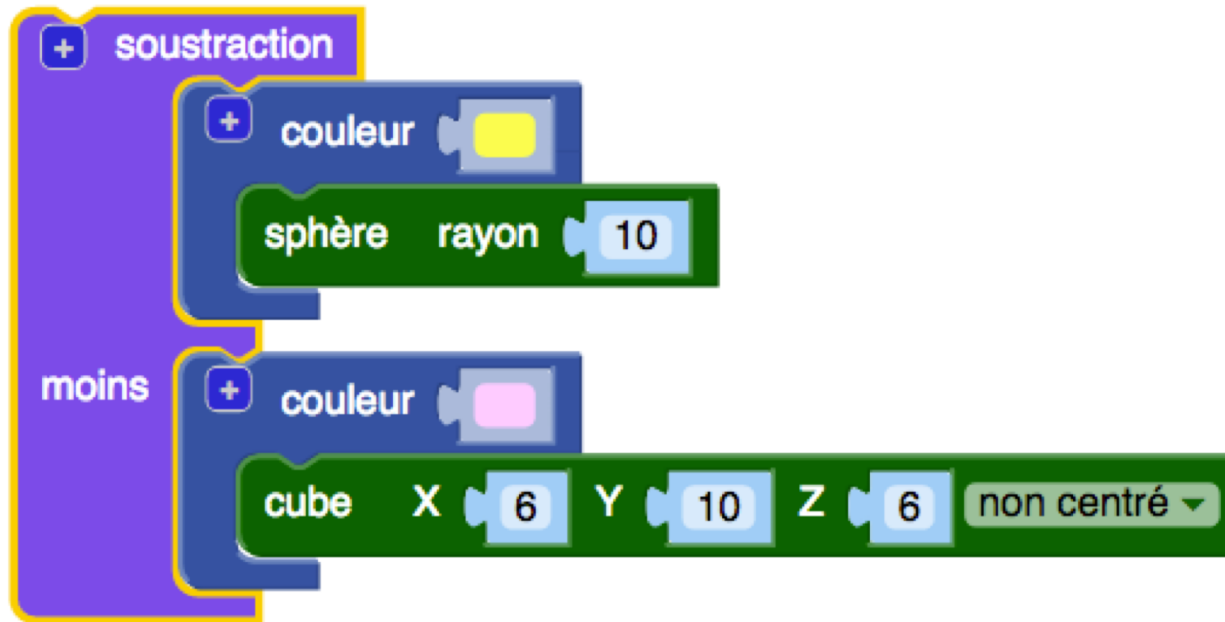 + soustraction
+ couleur
sphère rayon 10
moins + couleur
cube X 6 Y 10 Z 6 non centré